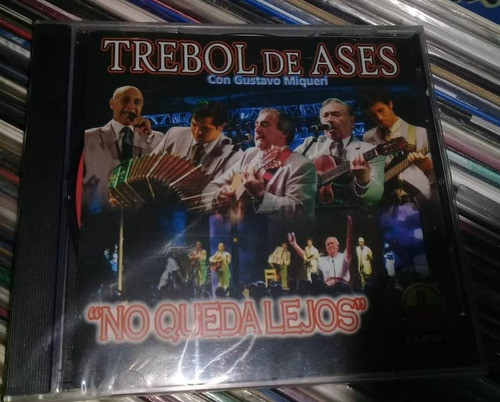 TREBOL DE ASES
Con Gustavo Miqueri
"NO QUEDA LEJOS"